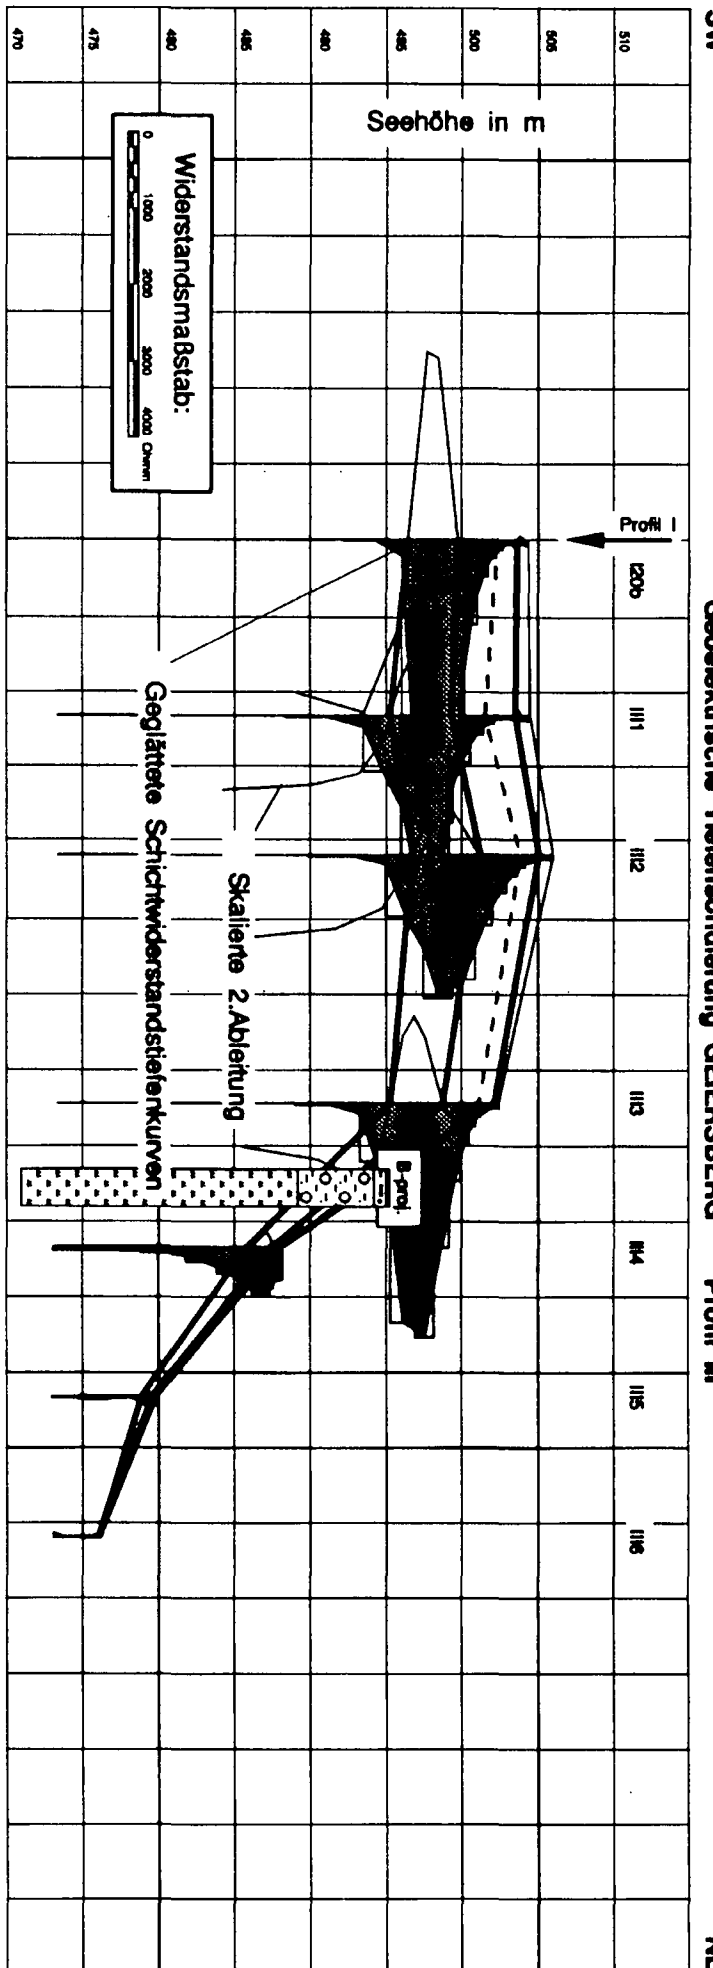 Profil III
Seehöhe in m
510
505
500
495
490
485
480
475
470
Profil I
I20b
III1
III2
III3
III4
III5
III6
B-proj.
Skalierte 2.Ableitung
Geglättete Schichtwiderstandstiefenkurven
Widerstandsmaßstab:
0 1000 2000 3000 4000 Ohmm